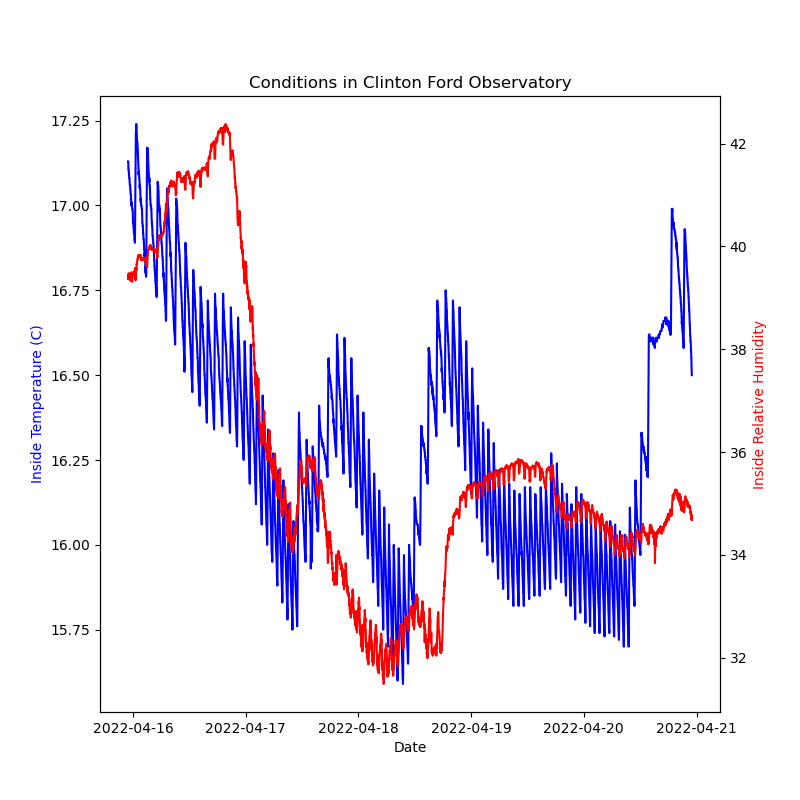 Conditions in Clinton Ford Observatory
17.25
17.00
16.75
16.50
16.25
16.00
15.75
Inside Temperature (C)
42
40
38
36
34
32
Inside Relative Humidity
2022-04-16 2022-04-17 2022-04-18 2022-04-19 2022-04-20 2022-04-21
Date